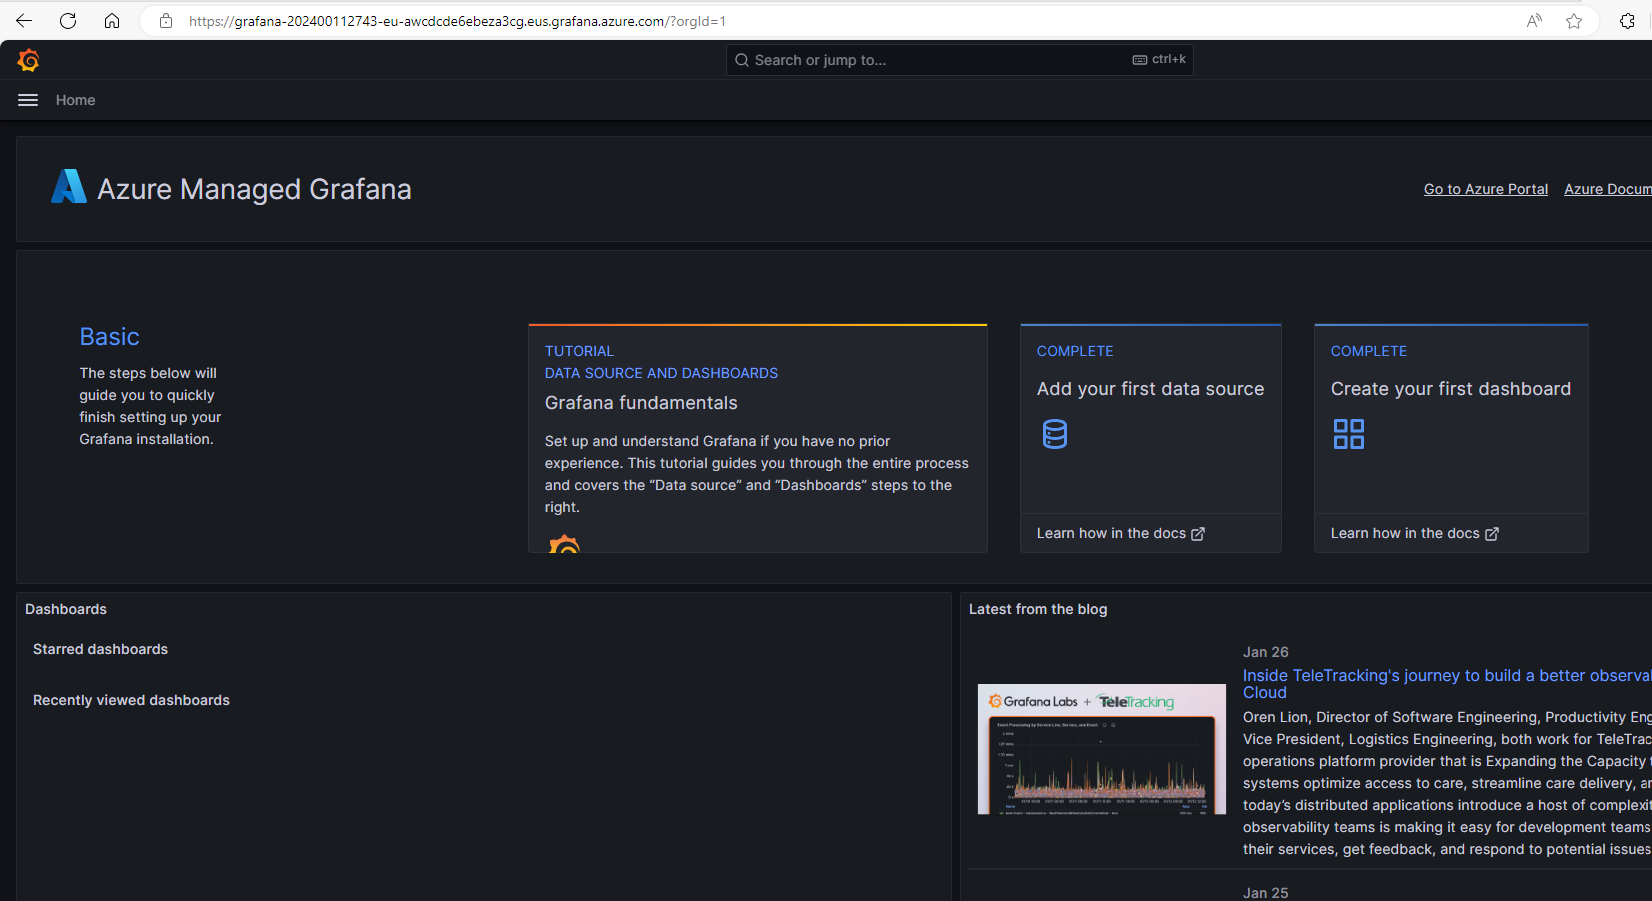 https://grafana-202400112743-eu-awcdcde6ebeza3cg.eus.grafana.azure.com/?orgId=1
Search or jump to...
ctrl+k
Home
Azure Managed Grafana
Go to Azure Portal
Azure Docum
Basic
The steps below will
guide you to quickly
finish setting up your
Grafana installation.
TUTORIAL
DATA SOURCE AND DASHBOARDS
Grafana fundamentals
Set up and understand Grafana if you have no prior
experience. This tutorial guides you through the entire process
and covers the “Data source” and “Dashboards” steps to the
right.
COMPLETE
Add your first data source
Learn how in the docs
COMPLETE
Create your first dashboard
Learn how in the docs
Dashboards
Starred dashboards
Recently viewed dashboards
Latest from the blog
Grafana Labs + TeleTracking
Event Processing by Service Line, Service, and Event
Jan 26
Inside TeleTracking's journey to build a better observa
Cloud
Oren Lion, Director of Software Engineering, Productivity Eng
Vice President, Logistics Engineering, both work for TeleTrac
operations platform provider that is Expanding the Capacity
systems optimize access to care, streamline care delivery, a
today’s distributed applications introduce a host of complexit
observability teams is making it easy for development teams
their services, get feedback, and respond to potential issues
Jan 25